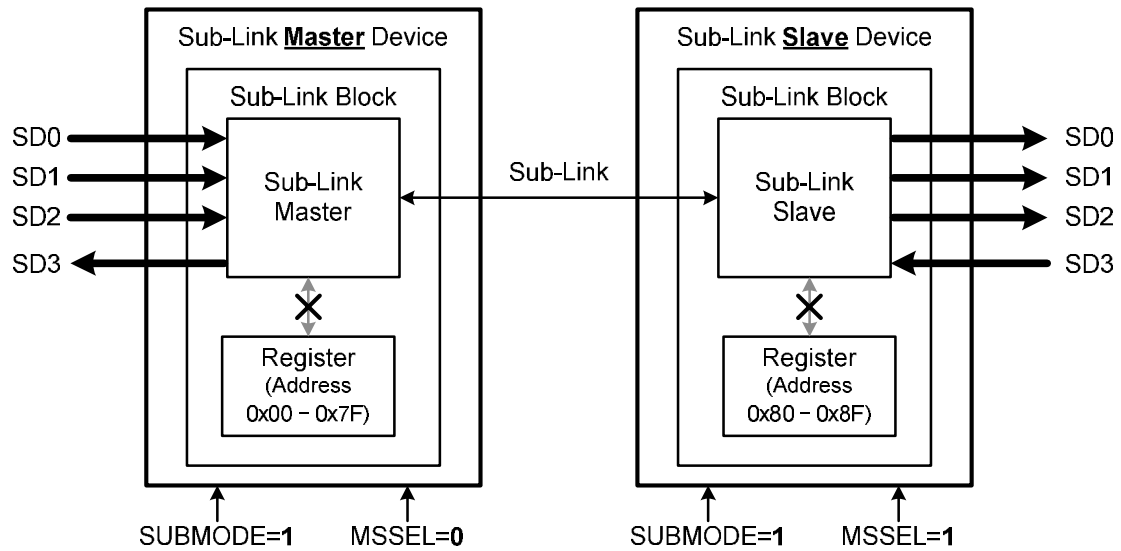 Sub-Link Master Device
Sub-Link Block
SD0
SD1
SD2
SD3
Sub-Link
Master
Register
(Address
0x00 – 0x7F)
SUBMODE=1
MSSEL=0
Sub-Link
Sub-Link Slave Device
Sub-Link Block
Sub-Link
Slave
SD0
SD1
SD2
SD3
Register
(Address
0x80 – 0x8F)
SUBMODE=1
MSSEL=1